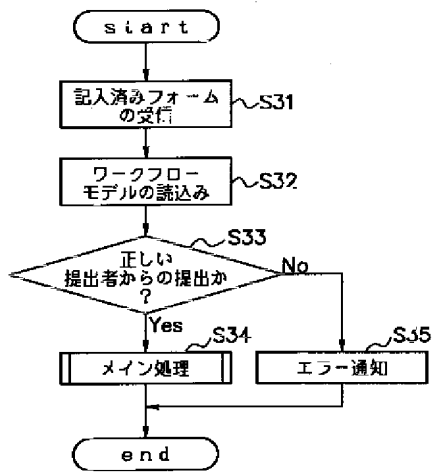 start
記入済みフォーム
の受信
S31
ワークフロー
モデルの読込み
S32
S33
正しい
提出者からの提出か
?
No
Yes
S34
メイン処理
S35
エラー通知
end